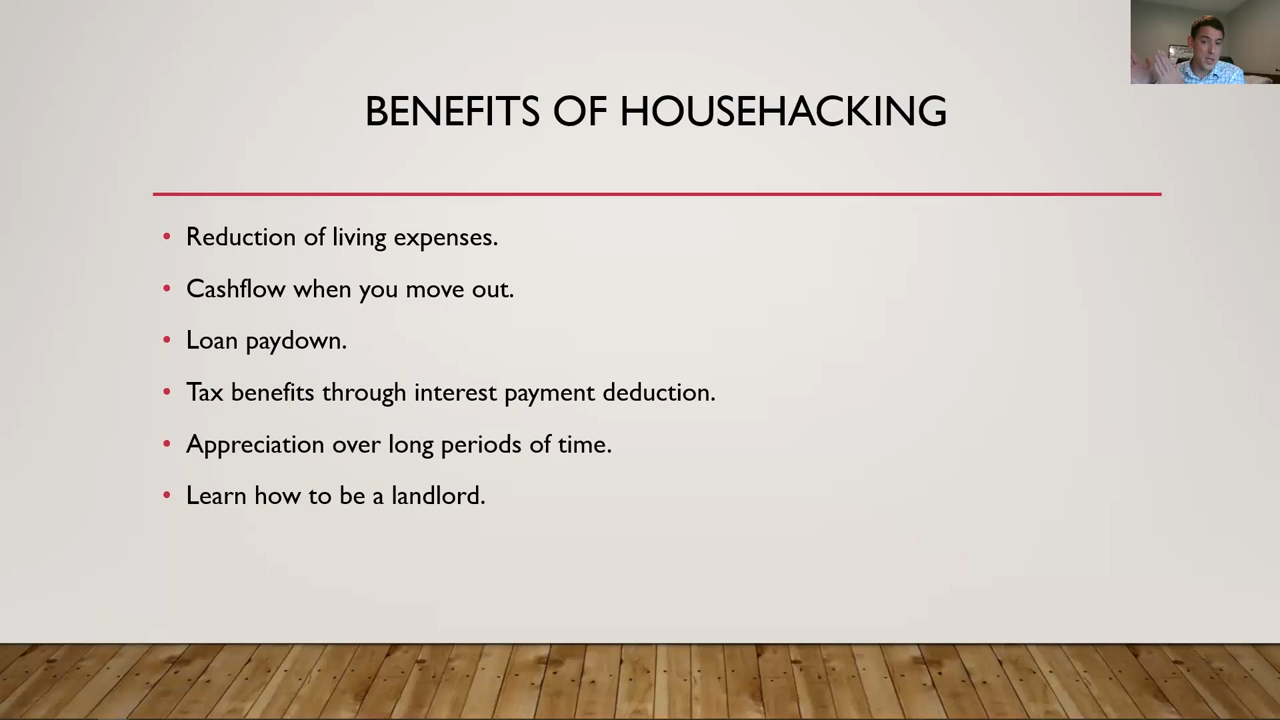 BENEFITS OF HOUSEHACKING
Reduction of living expenses.
Cashflow when you move out.
Loan paydown.
Tax benefits through interest payment deduction.
Appreciation over long periods of time.
Learn how to be a landlord.